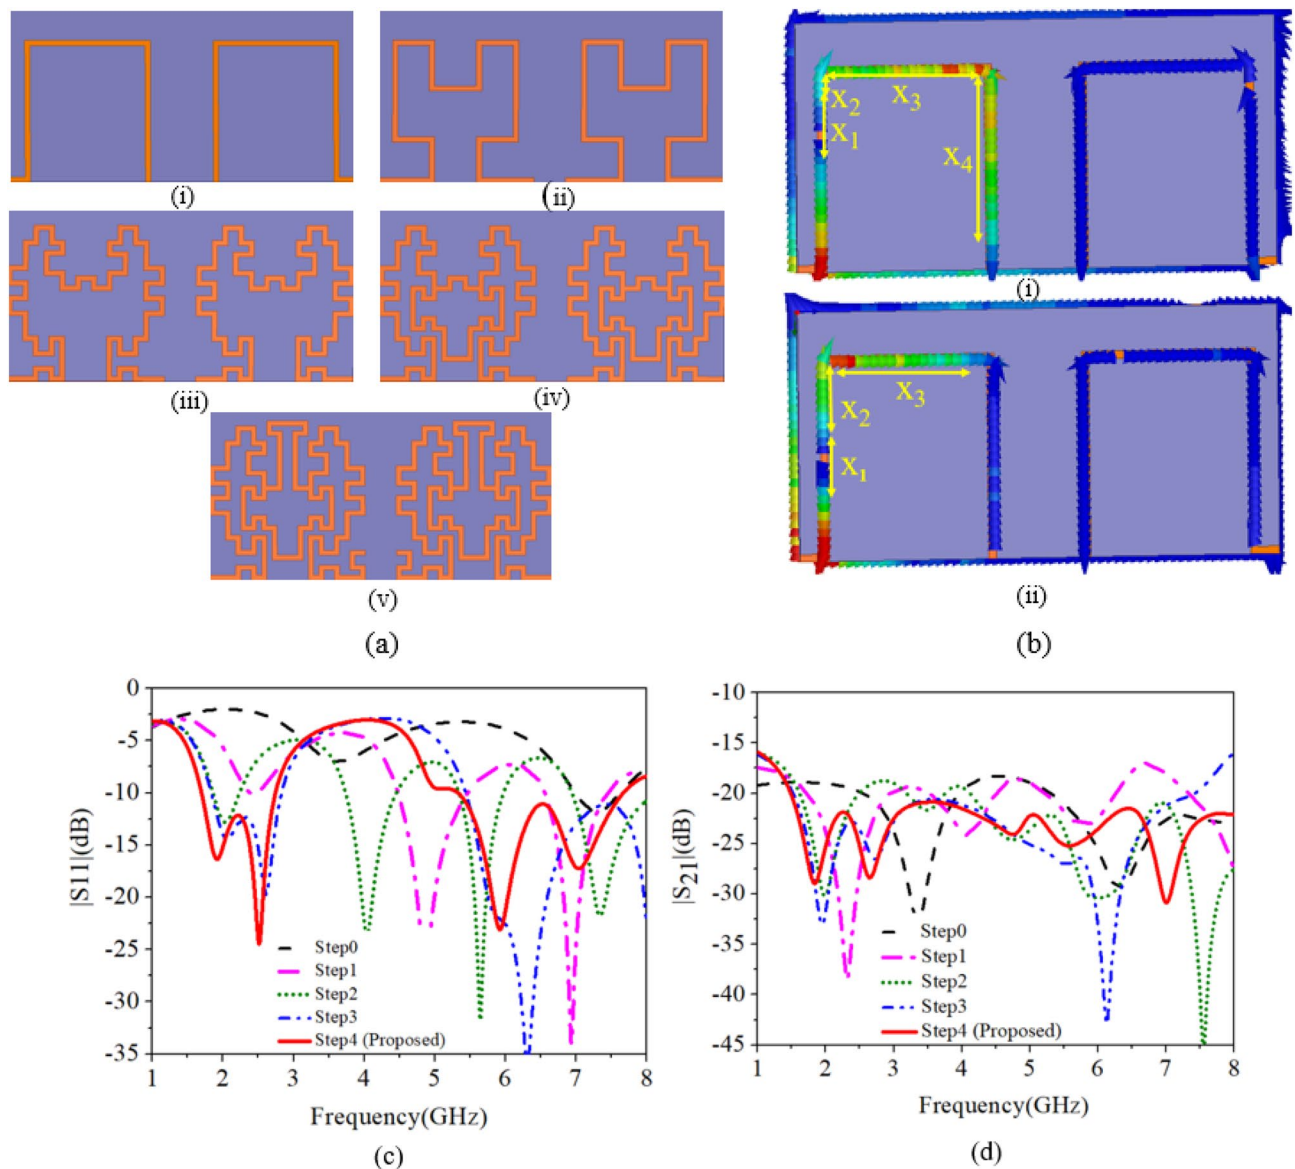 (i)
(ii)
(iii)
(iv)
(v)
(a)
X2
X1
X3
X4
(i)
X2
X3
X1
(ii)
(b)
0
-5
-10
-15
-20
-25
-30
-35
|S11|(dB)
Step0
Step1
Step2
Step3
Step4 (Proposed)
1 2 3 4 5 6 7 8
Frequency(GHz)
(c)
-10
-15
-20
-25
-30
-35
-40
-45
|S21|(dB)
Step0
Step1
Step2
Step3
Step4 (Proposed)
1 2 3 4 5 6 7 8
Frequency(GHz)
(d)